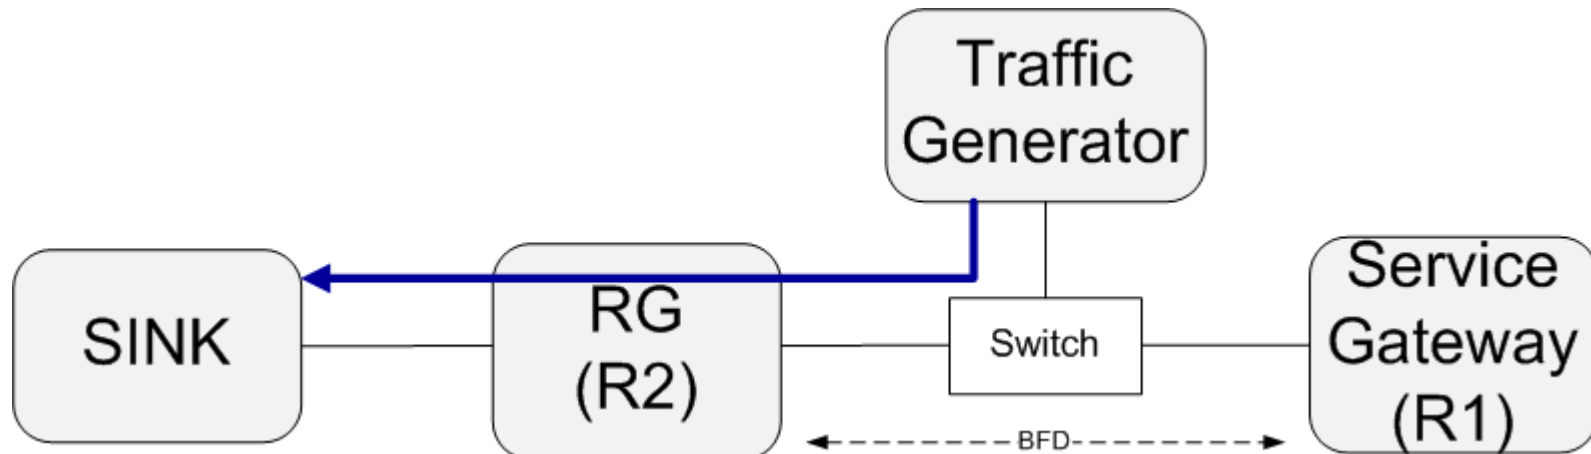 Traffic
Generator
SINK
RG
(R2)
Switch
Service
Gateway
(R1)
BFD